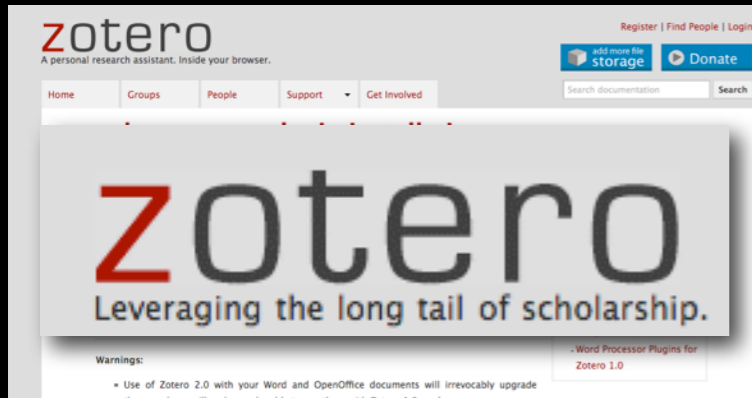 zotero
A personal research assistant. Inside your browser.
Register | Find People | Login
add more file
storage
Donate
Home Groups People Support Get Involved
Search documentation Search
zotero
Leveraging the long tail of scholarship.
Word Processor Plugins for
Zotero 1.0
Warnings:
Use of Zotero 2.0 with your Word and OpenOffice documents will irrevocably upgrade